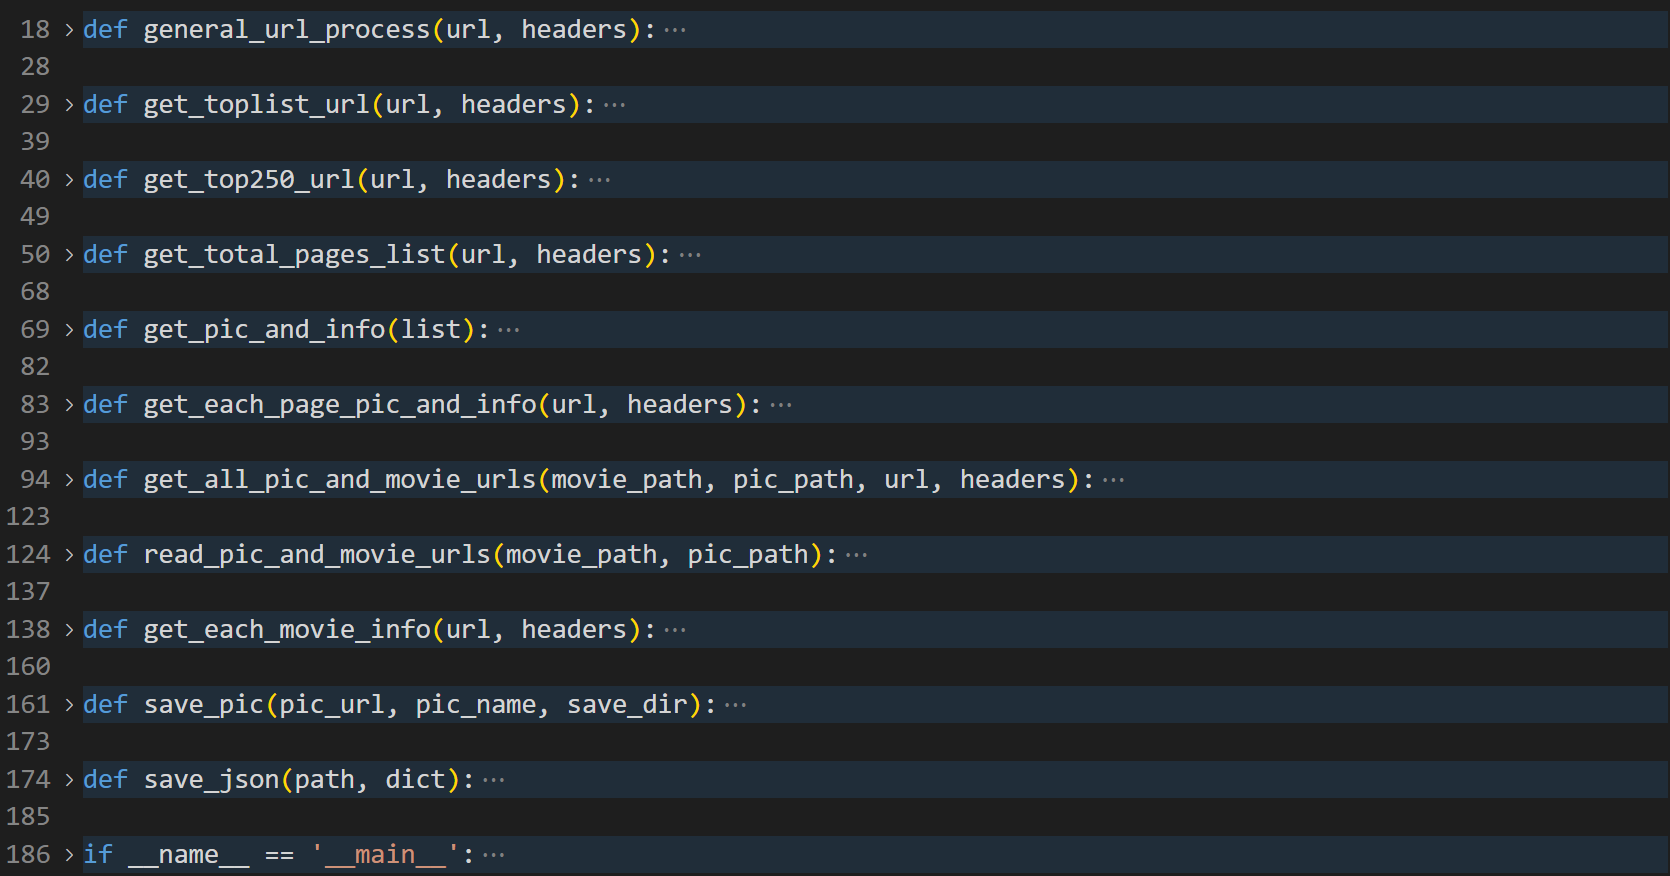 18 > def general_url_process(url, headers): ···
28
29 > def get_toplist_url(url, headers): ···
39
40 > def get_top250_url(url, headers): ···
49
50 > def get_total_pages_list(url, headers): ···
68
69 > def get_pic_and_info(list): ···
82
83 > def get_each_page_pic_and_info(url, headers): ···
93
94 > def get_all_pic_and_movie_urls(movie_path, pic_path, url, headers): ···
123
124 > def read_pic_and_movie_urls(movie_path, pic_path): ···
137
138 > def get_each_movie_info(url, headers): ···
160
161 > def save_pic(pic_url, pic_name, save_dir): ···
173
174 > def save_json(path, dict): ···
185
186 > if __name__ == '__main__': ···